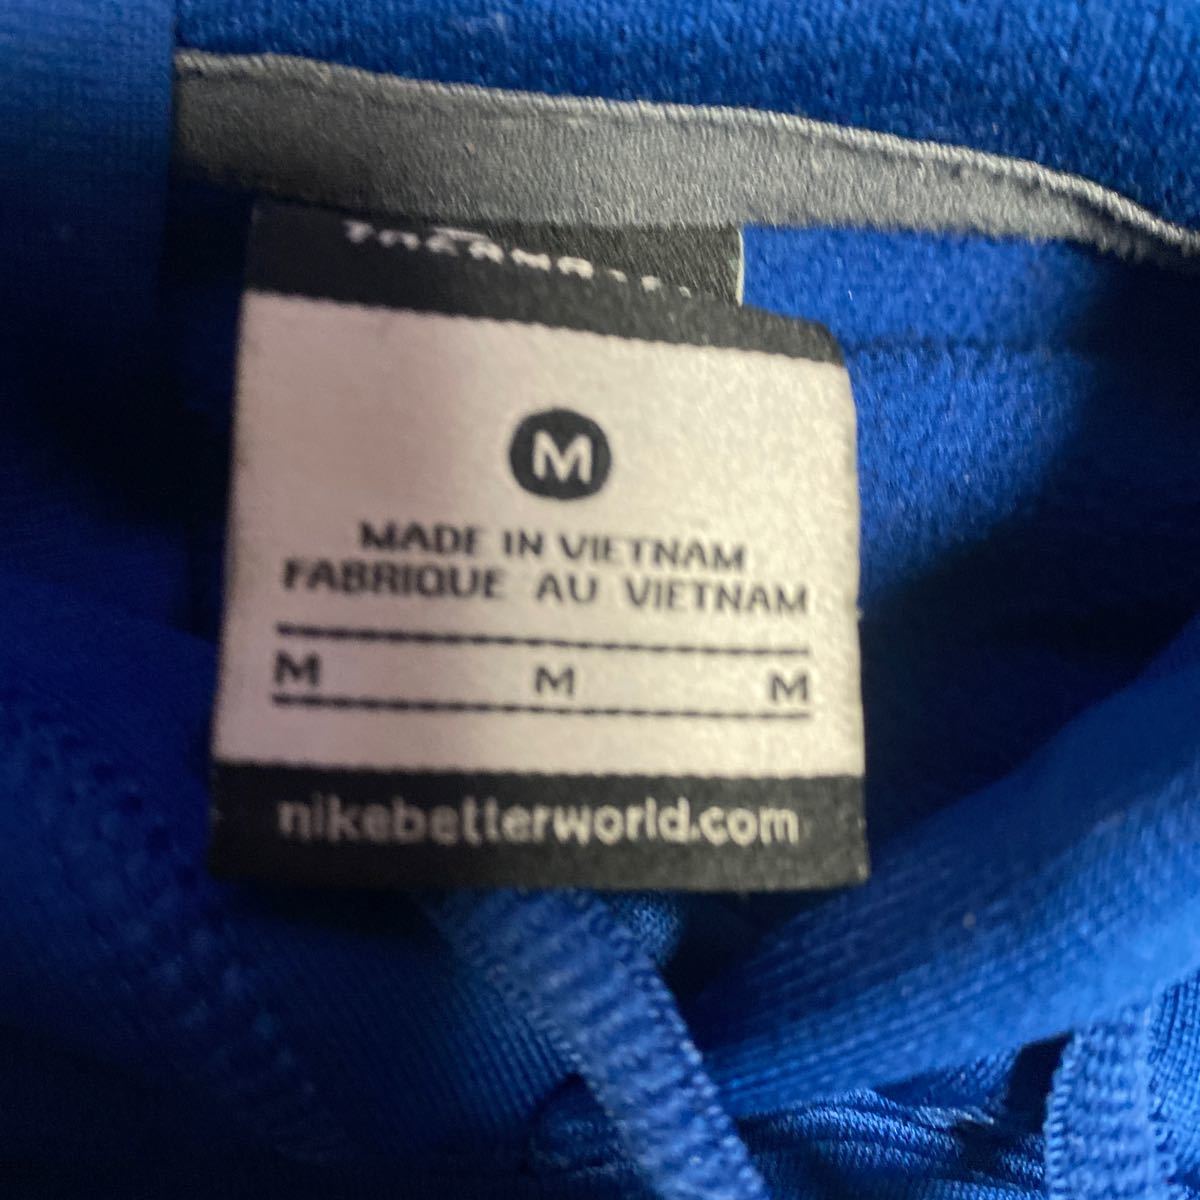 M
MADE IN VIETNAM
FABRIQUE AU VIETNAM
M M M
nikebetterworld.com